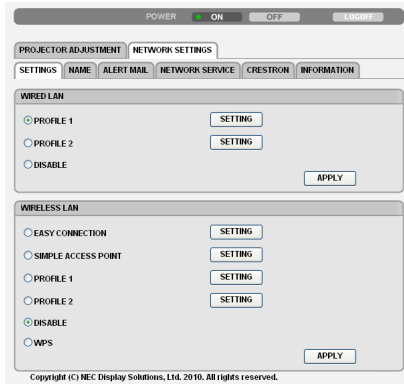 POWER ON OFF LOGOFF
PROJECTOR ADJUSTMENT NETWORK SETTINGS
SETTINGS NAME ALERT MAIL NETWORK SERVICE CRESTRON INFORMATION
WIRED LAN
PROFILE 1 SETTING
PROFILE 2 SETTING
DISABLE
APPLY
WIRELESS LAN
EASY CONNECTION SETTING
SIMPLE ACCESS POINT SETTING
PROFILE 1 SETTING
PROFILE 2 SETTING
DISABLE
WPS
APPLY
Copyright (C) NEC Display Solutions, Ltd. 2010. All rights reserved.